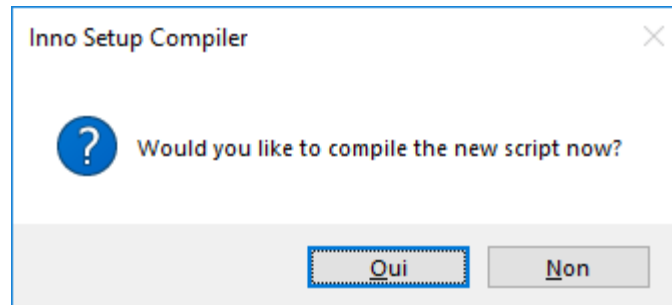 Inno Setup Compiler
?
Would you like to compile the new script now?
Oui Non